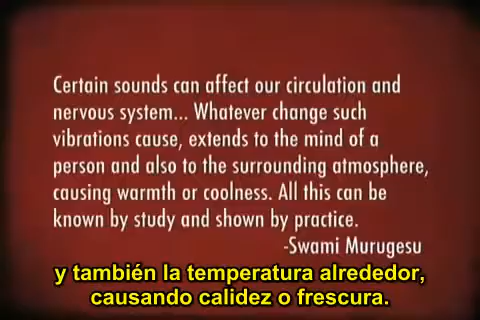 Certain sounds can affect our circulation and
nervous system... Whatever change such
vibrations cause, extends to the mind of a
person and also to the surrounding atmosphere,
causing warmth or coolness. All this can be
known by study and shown by practice.
-Swami Murugesu
y también la temperatura alrededor,
causando calidez o frescura.